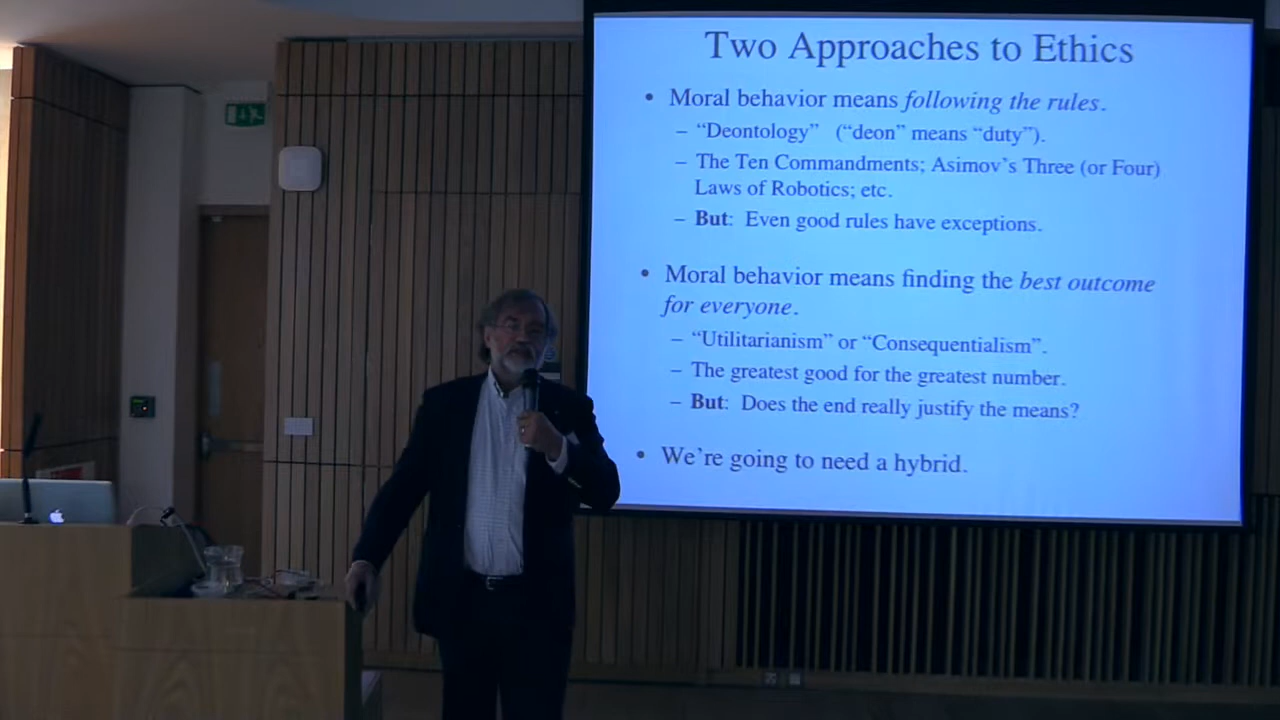 Two Approaches to Ethics
• Moral behavior means following the rules.
– “Deontology” (“deon” means “duty”).
– The Ten Commandments; Asimov’s Three (or Four)
Laws of Robotics; etc.
– But: Even good rules have exceptions.
• Moral behavior means finding the best outcome
for everyone.
– “Utilitarianism” or “Consequentialism”.
– The greatest good for the greatest number.
– But: Does the end really justify the means?
• We’re going to need a hybrid.